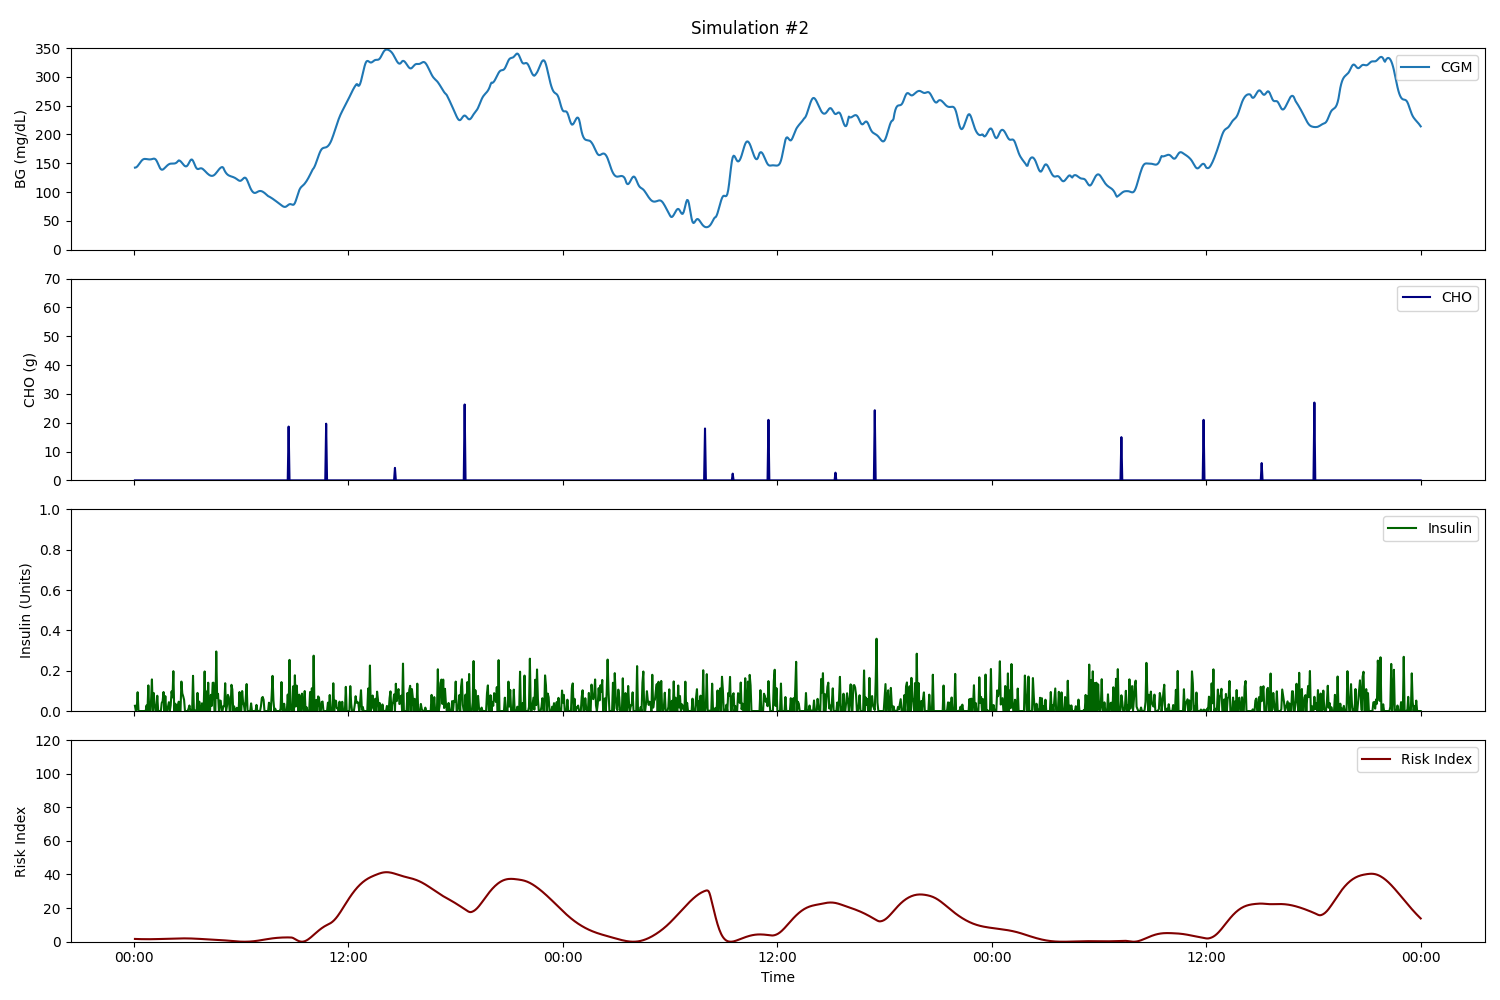 Simulation #2
350
300
250
200
150
100
50
0
BG (mg/dL)
CGM
70
60
50
40
30
20
10
0
CHO (g)
CHO
1.0
0.8
0.6
0.4
0.2
0.0
Insulin (Units)
Insulin
120
100
80
60
40
20
0
Risk Index
Risk Index
00:00 12:00 00:00 12:00 00:00 12:00 00:00
Time